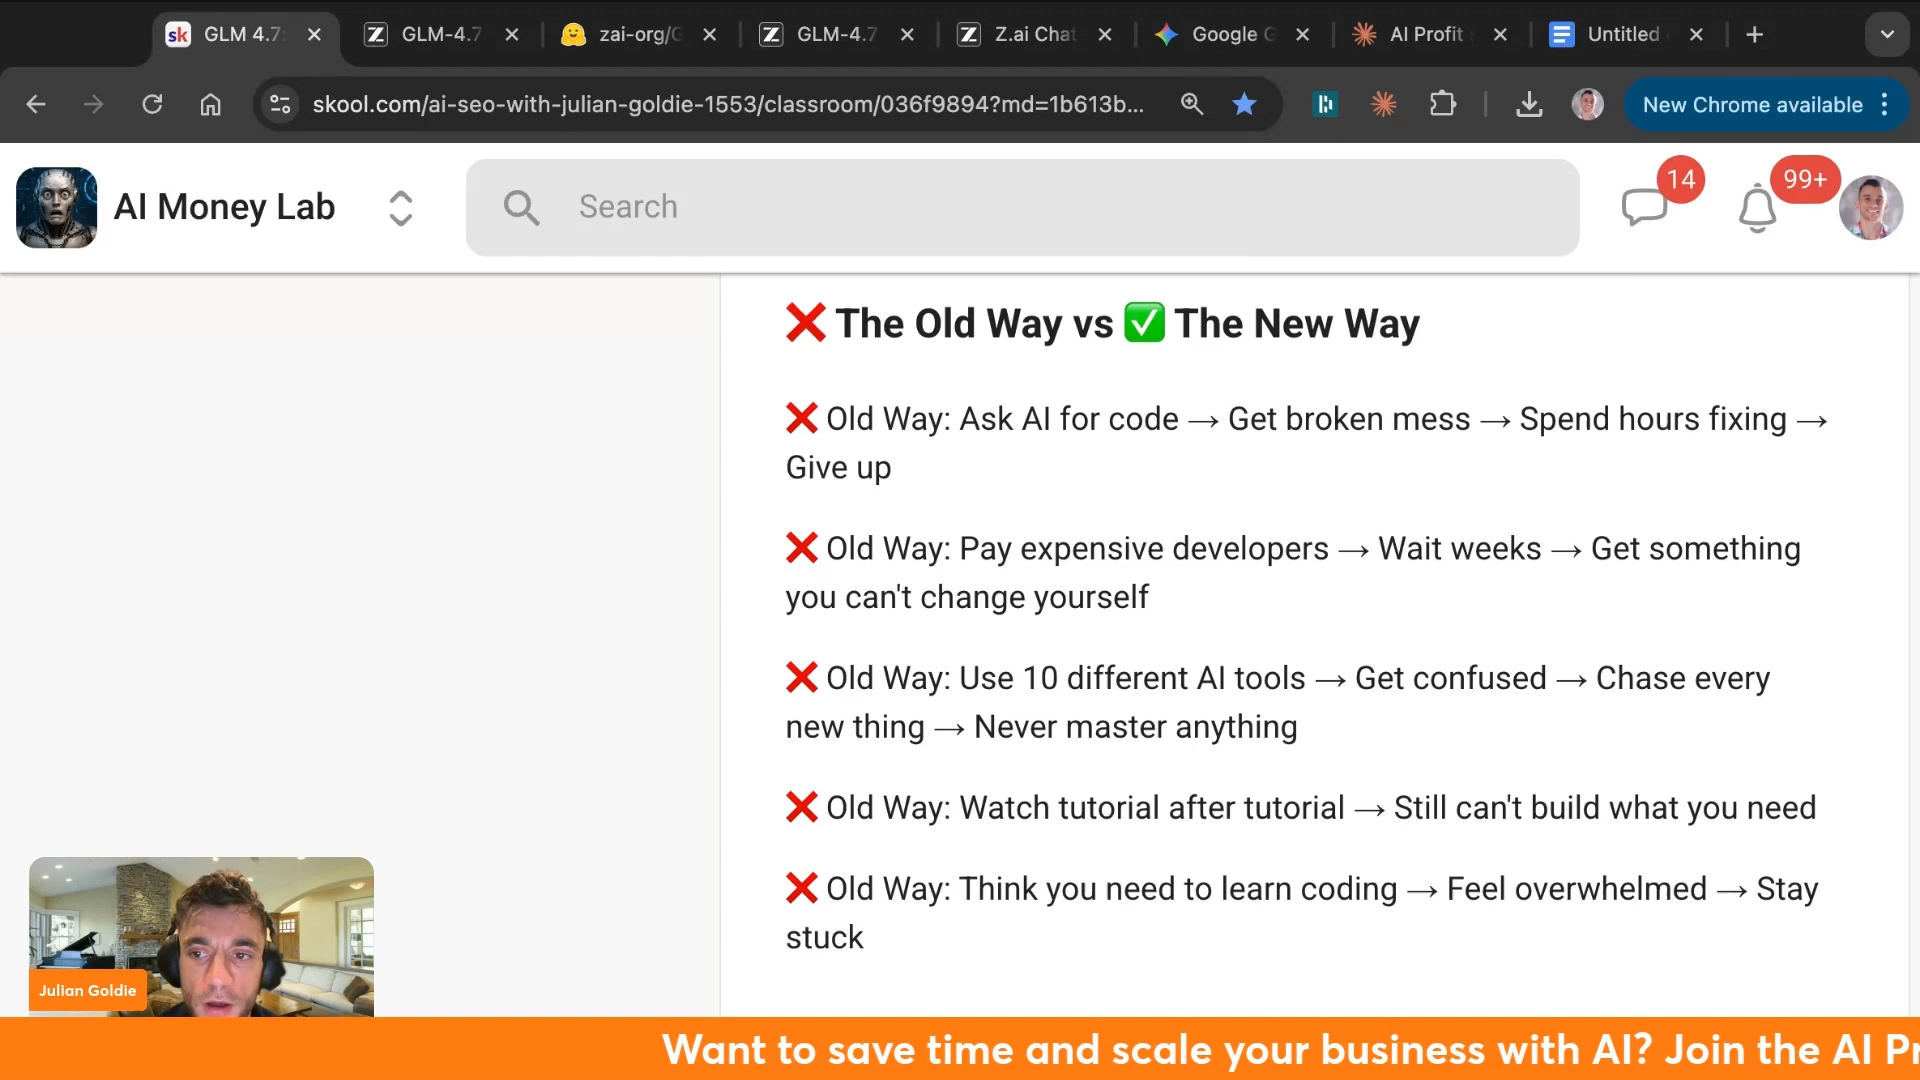 sk GLM 4.7: GLM-4.7 zai-org/G GLM-4.7 Z.ai Chat Google G AI Profit Untitled
skool.com/ai-seo-with-julian-goldie-1553/classroom/036f9894?md=1b613b... New Chrome available
AI Money Lab Search 14 99+
❌ The Old Way vs ✅ The New Way
❌ Old Way: Ask AI for code → Get broken mess → Spend hours fixing →
Give up
❌ Old Way: Pay expensive developers → Wait weeks → Get something
you can't change yourself
❌ Old Way: Use 10 different AI tools → Get confused → Chase every
new thing → Never master anything
❌ Old Way: Watch tutorial after tutorial → Still can't build what you need
❌ Old Way: Think you need to learn coding → Feel overwhelmed → Stay
stuck
Julian Goldie
Want to save time and scale your business with AI? Join the AI Pr